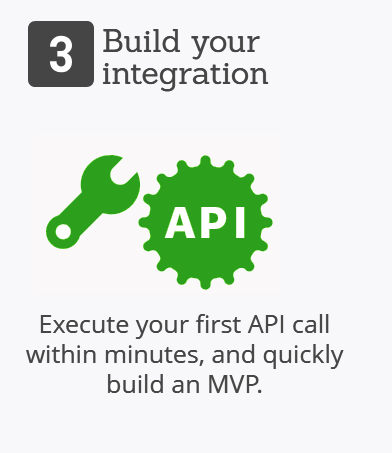 3
Build your
integration
API
Execute your first API call
within minutes, and quickly
build an MVP.